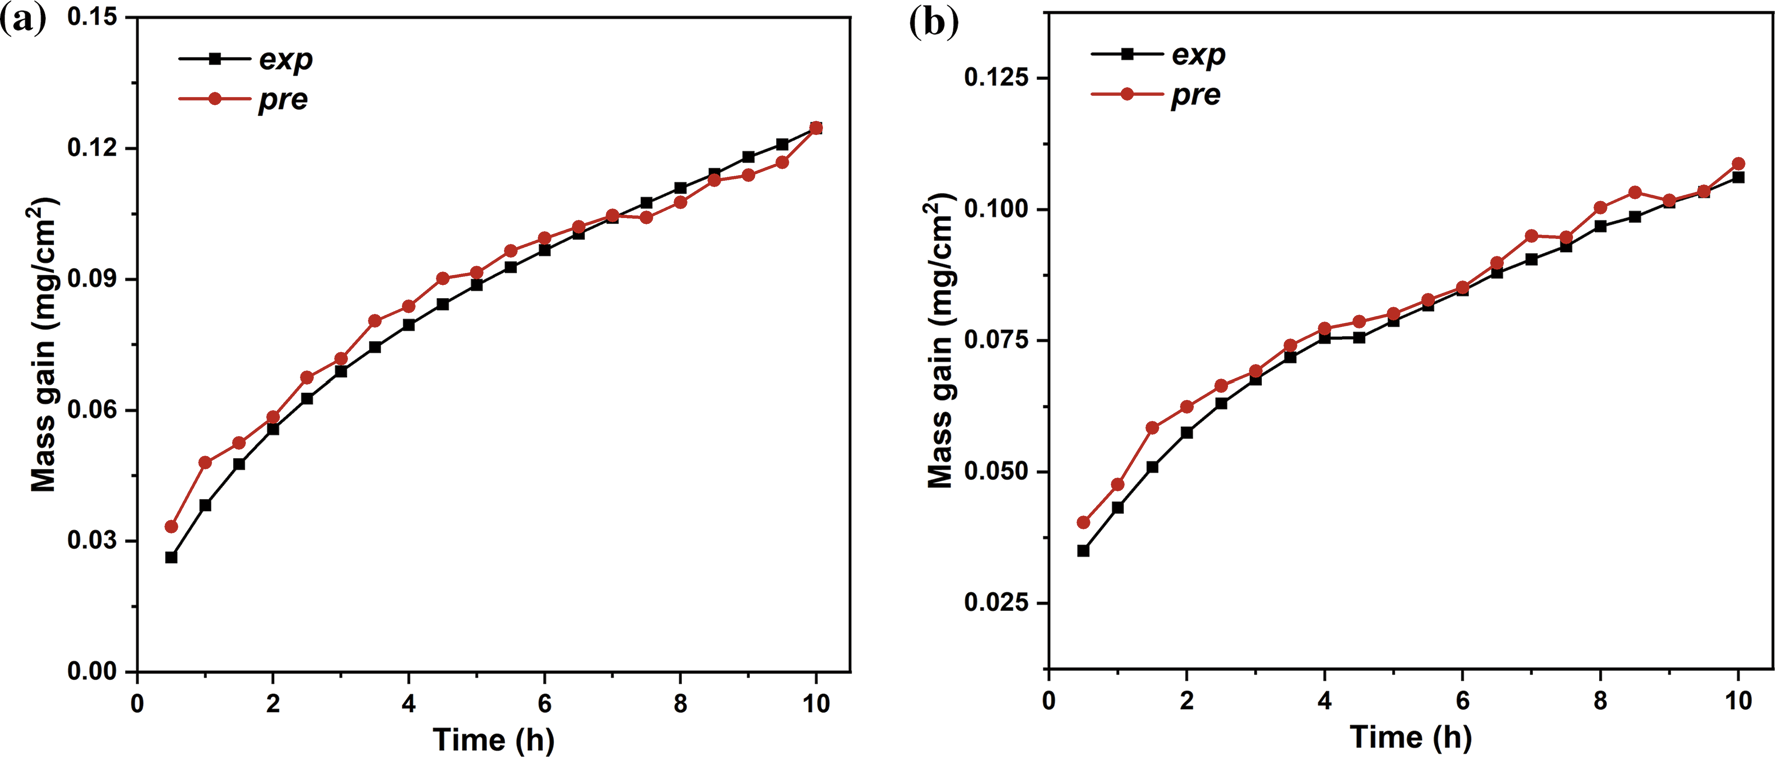 (a)
0.15
0.12
0.09
0.06
0.03
0.00
Mass gain (mg/cm²)
exp
pre
0 2 4 6 8 10
Time (h)
(b)
0.125
0.100
0.075
0.050
0.025
Mass gain (mg/cm²)
exp
pre
0 2 4 6 8 10
Time (h)